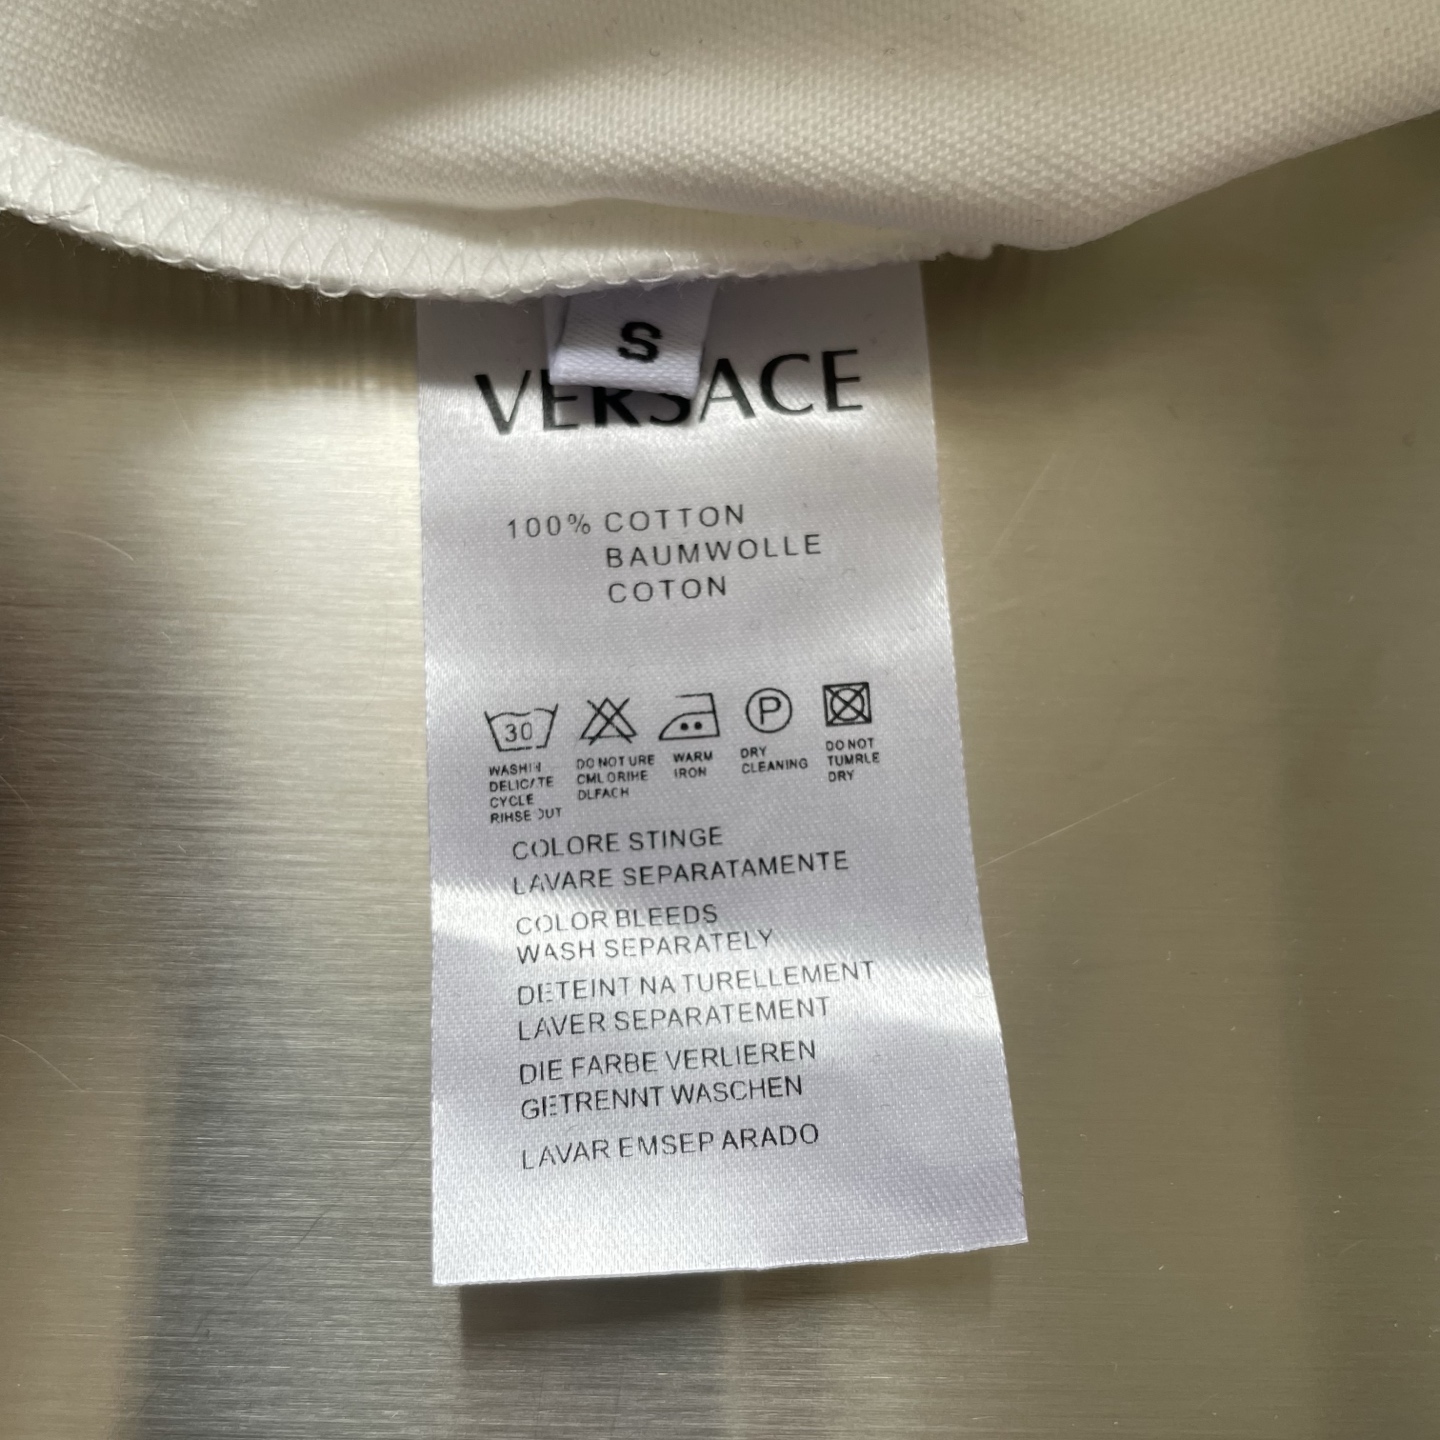 S
VERSACE
100% COTTON
BAUMWOLLE
COTON
30
P
WASHIN
DELICATE
CYCLE
RIHSE OUT
DO NOT URE
CMLORIHE
DLFACH
WARM
IRON
DRY
CLEANING
DO NOT
TUMRLE
DRY
COLORE STINGE
LAVARE SEPARATAMENTE
COLOR BLEEDS
WASH SEPARATELY
DETEINT NA TURELLEMENT
LAVER SEPARATEMENT
DIE FARBE VERLIEREN
GETRENNT WASCHEN
LAVAR EMSEP ARADO